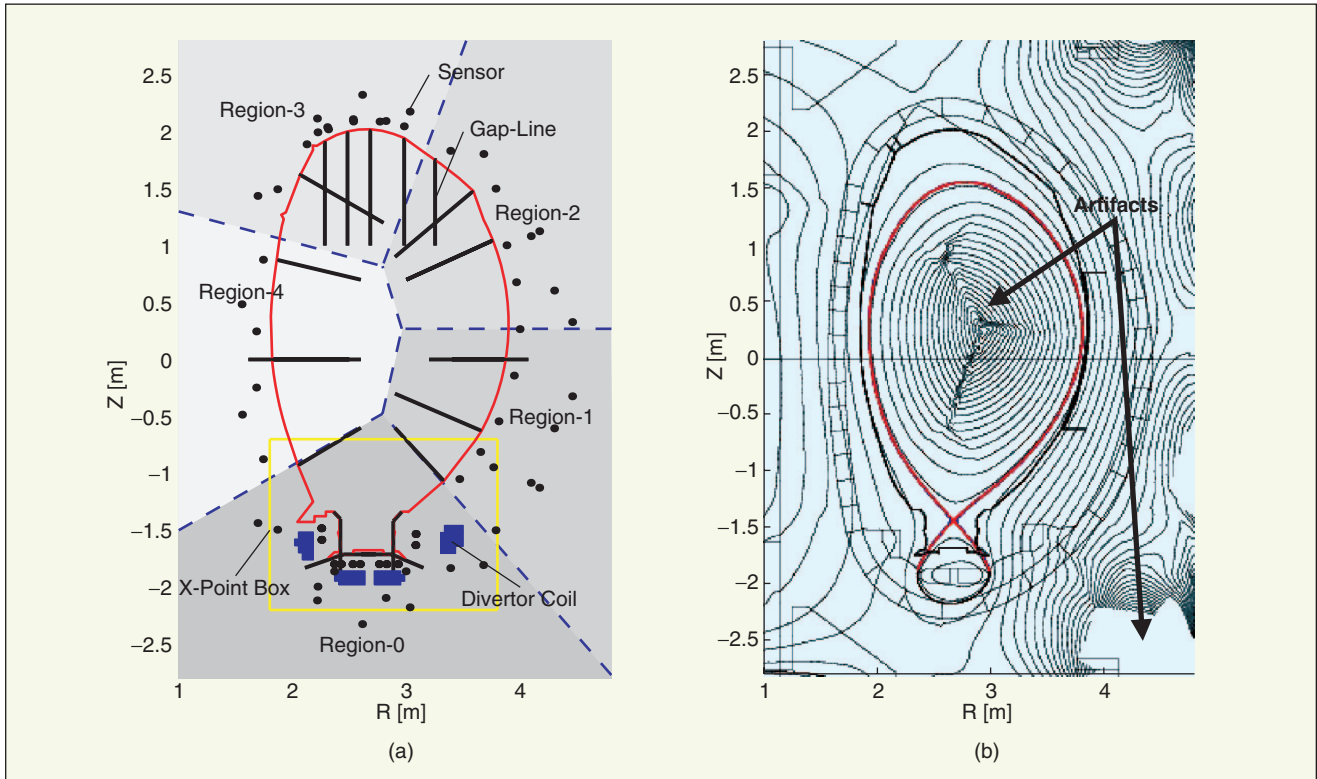 2.5
2
1.5
1
0.5
0
−0.5
−1
−1.5
−2
−2.5
Z [m]
Sensor
Region-3
Gap-Line
Region-2
Region-4
Region-1
X-Point Box
Divertor Coil
Region-0
1 2 3 4
R [m]
(a)
2.5
2
1.5
1
0.5
0
−0.5
−1
−1.5
−2
−2.5
Z [m]
Artifacts
1 2 3 4
R [m]
(b)